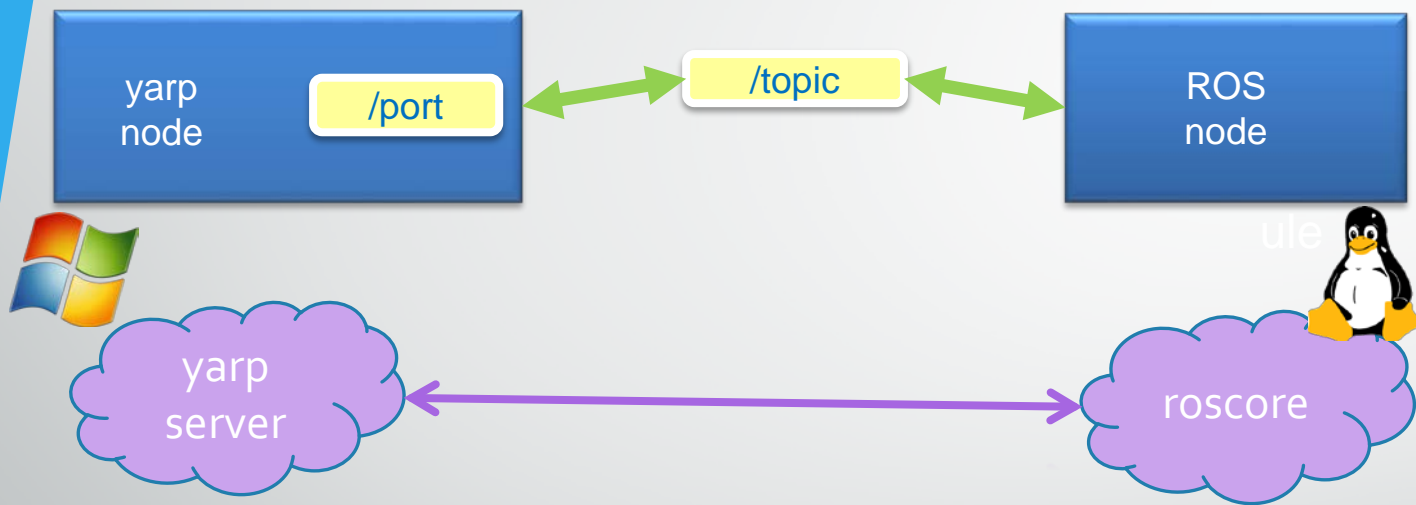 yarp
node
/port
/topic
ROS
node
ule
yarp
server
roscore